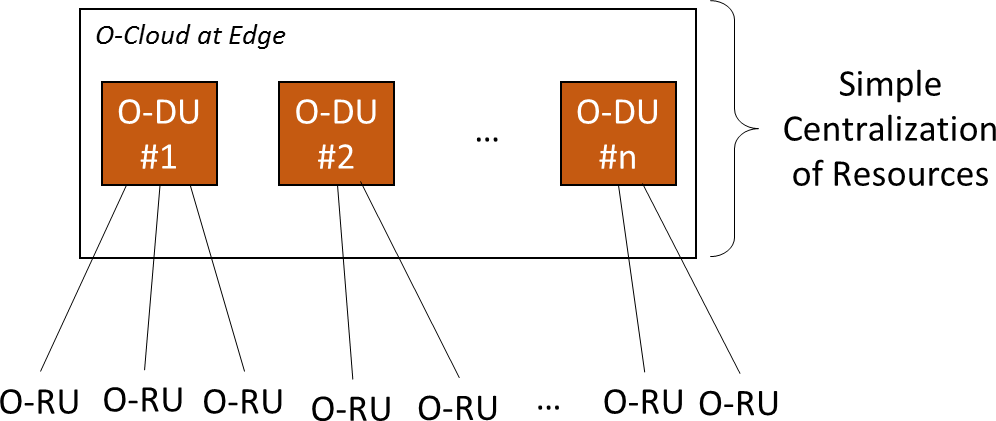 O-Cloud at Edge
O-DU
#1
O-DU
#2
...
O-DU
#n
Simple
Centralization
of Resources
O-RU O-RU O-RU O-RU O-RU ... O-RU O-RU